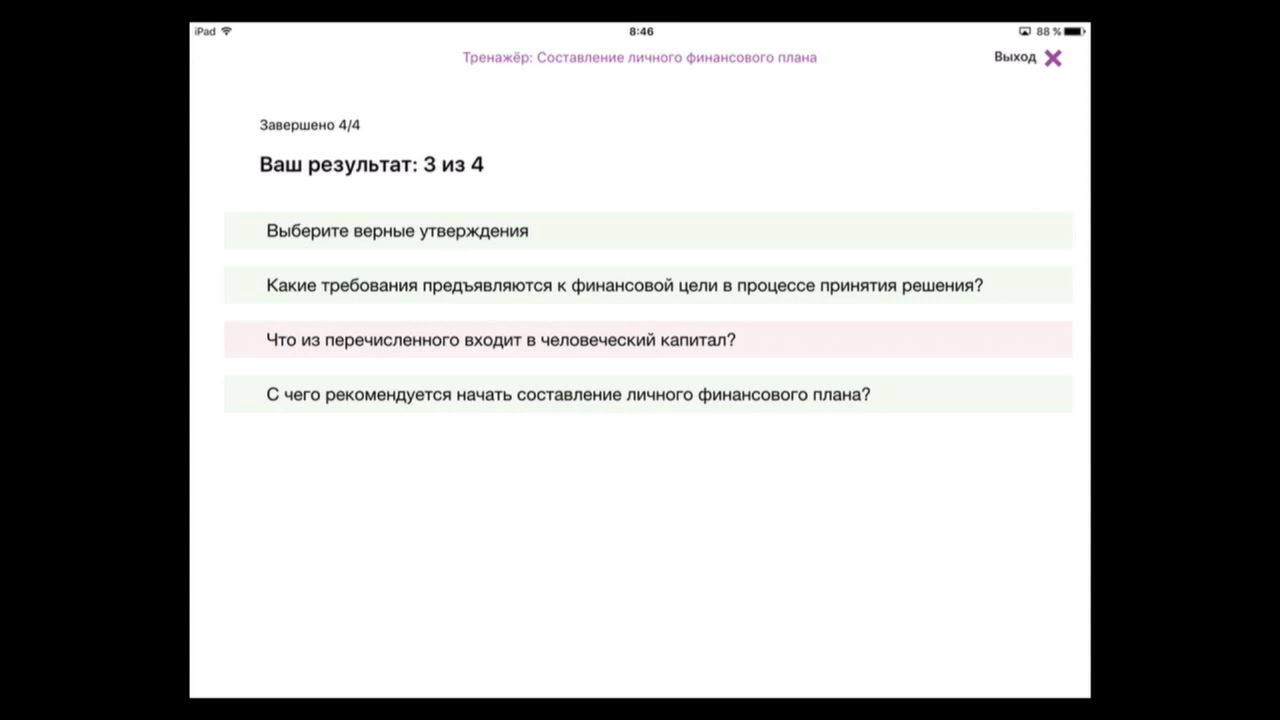 iPad 8:46 88 %
Тренажёр: Составление личного финансового плана Выход
Завершено 4/4
Ваш результат: 3 из 4
Выберите верные утверждения
Какие требования предъявляются к финансовой цели в процессе принятия решения?
Что из перечисленного входит в человеческий капитал?
С чего рекомендуется начать составление личного финансового плана?